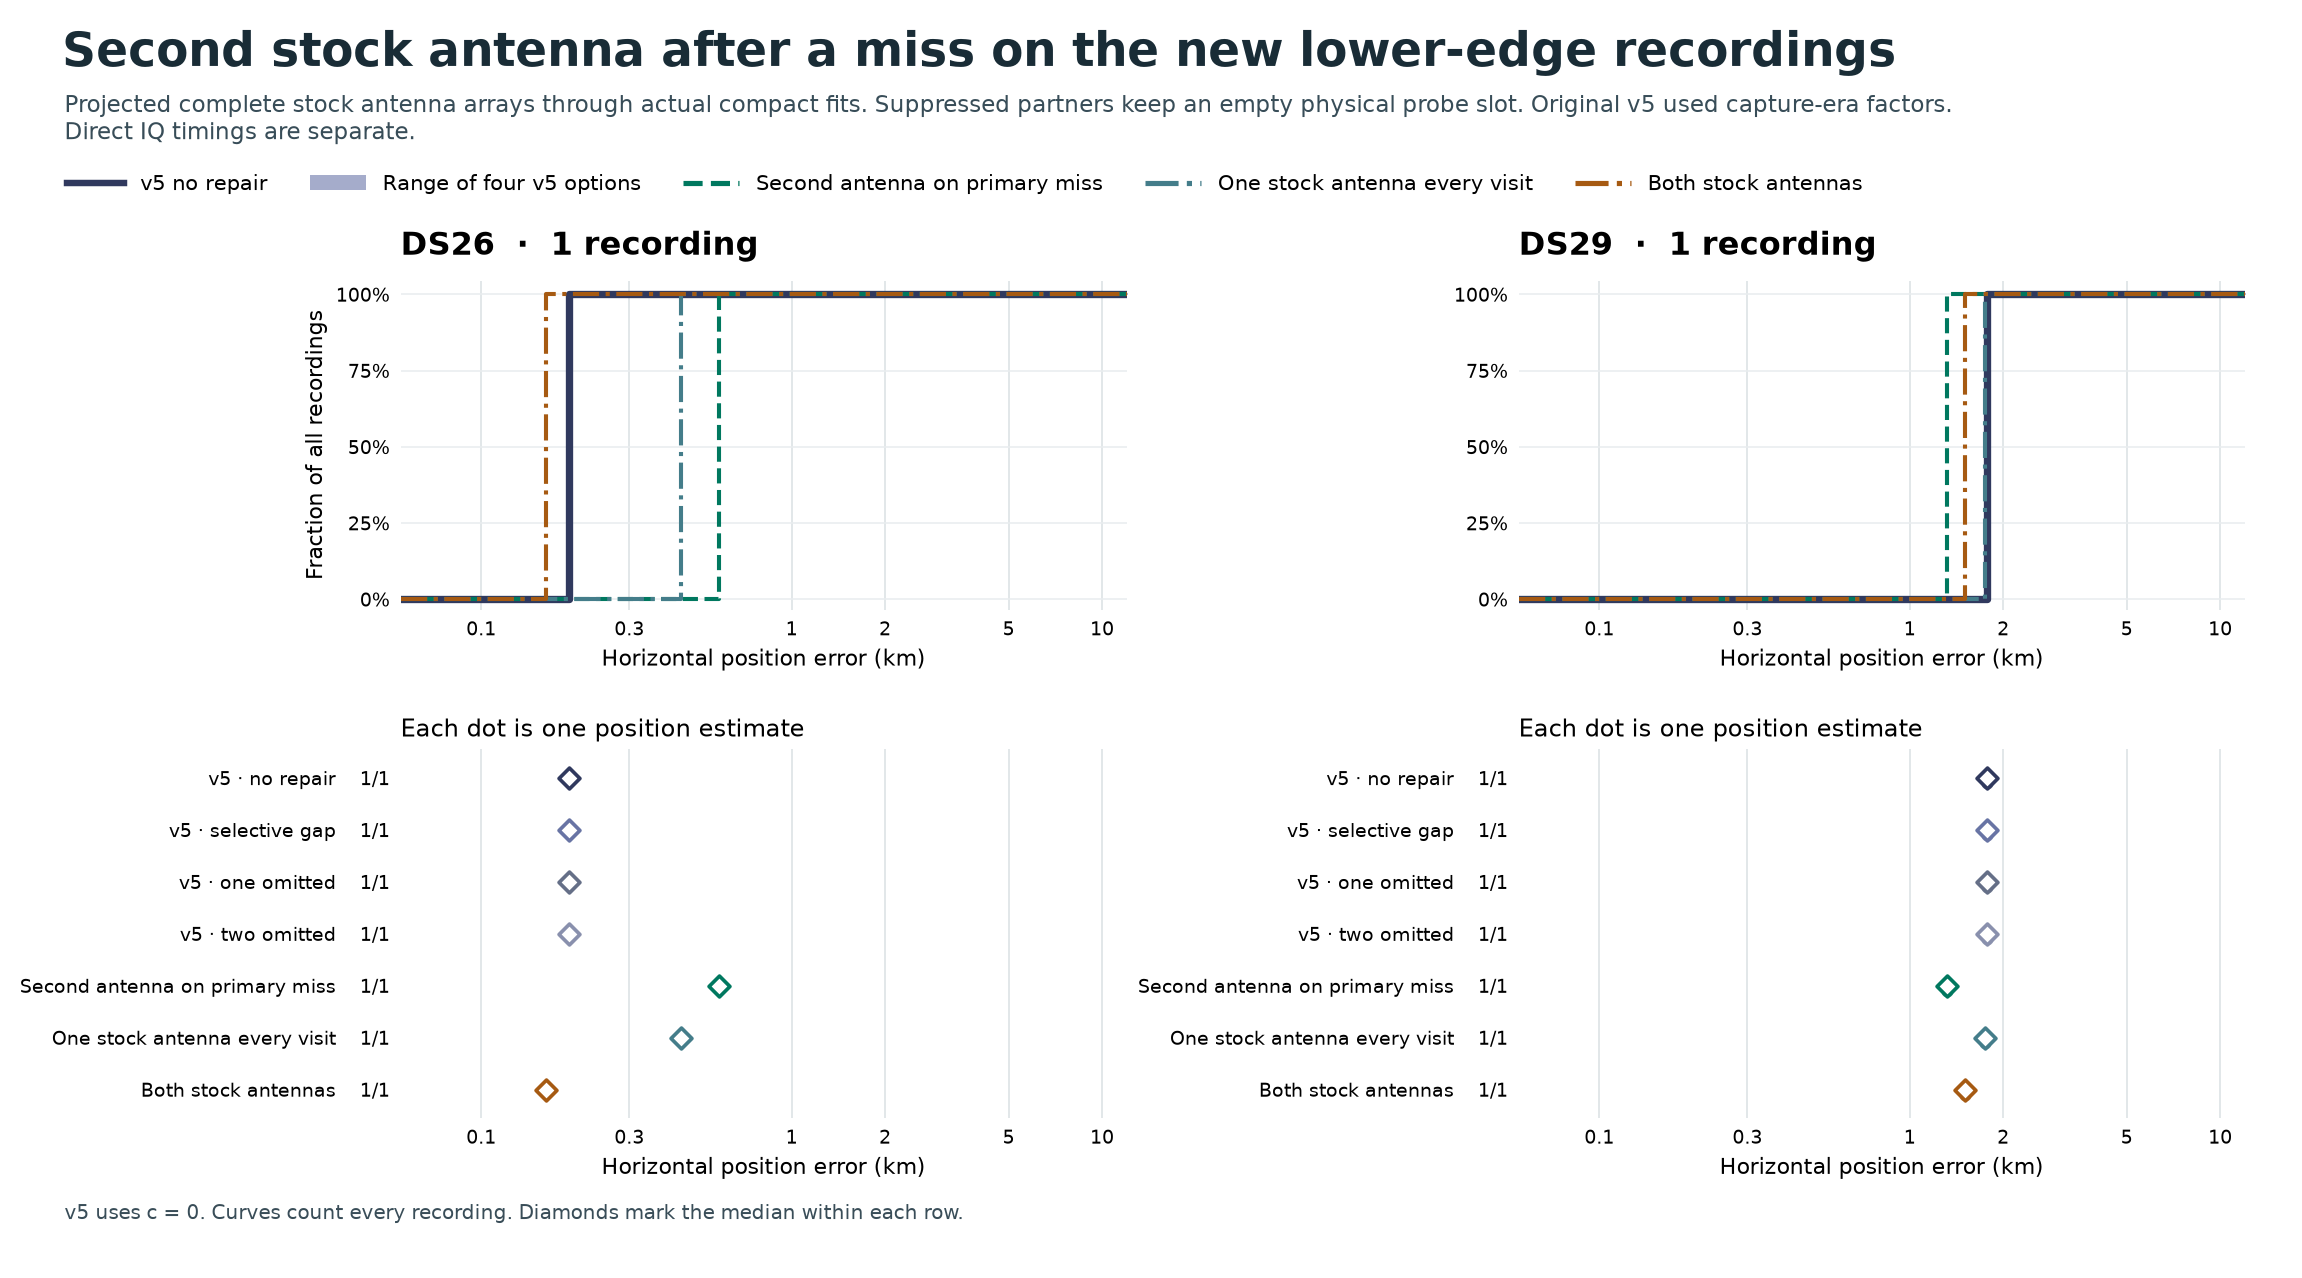 Second stock antenna after a miss on the new lower-edge recordings
Projected complete stock antenna arrays through actual compact fits. Suppressed partners keep an empty physical probe slot. Original v5 used capture-era factors.
Direct IQ timings are separate.
v5 no repair
Range of four v5 options
Second antenna on primary miss
One stock antenna every visit
Both stock antennas
DS26 · 1 recording
Fraction of all recordings
100%
75%
50%
25%
0%
0.1 0.3 1 2 5 10
Horizontal position error (km)
DS29 · 1 recording
100%
75%
50%
25%
0%
0.1 0.3 1 2 5 10
Horizontal position error (km)
Each dot is one position estimate
v5 · no repair 1/1
v5 · selective gap 1/1
v5 · one omitted 1/1
v5 · two omitted 1/1
Second antenna on primary miss 1/1
One stock antenna every visit 1/1
Both stock antennas 1/1
0.1 0.3 1 2 5 10
Horizontal position error (km)
Each dot is one position estimate
v5 · no repair 1/1
v5 · selective gap 1/1
v5 · one omitted 1/1
v5 · two omitted 1/1
Second antenna on primary miss 1/1
One stock antenna every visit 1/1
Both stock antennas 1/1
0.1 0.3 1 2 5 10
Horizontal position error (km)
v5 uses c = 0. Curves count every recording. Diamonds mark the median within each row.